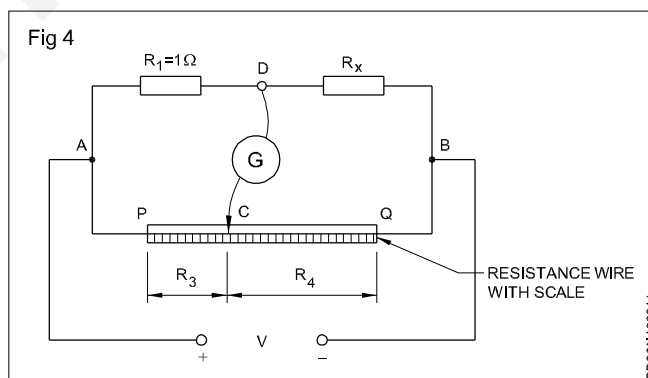 Fig 4
R1=1Ω
D
Rx
A
G
B
P
C
Q
R3
R4
RESISTANCE WIRE
WITH SCALE
+
V
–